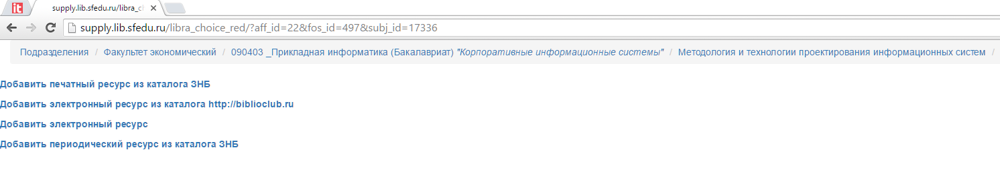 it
supply.lib.sfedu.ru/libra_c
supply.lib.sfedu.ru/libra_choice_red/?aff_id=22&fos_id=497&subj_id=17336
Подразделения / Факультет экономический / 090403 _Прикладная информатика (Бакалавриат) "Корпоративные информационные системы" / Методология и технологии проектирования информационных систем /
Добавить печатный ресурс из каталога ЗНБ
Добавить электронный ресурс из каталога http://biblioclub.ru
Добавить электронный ресурс
Добавить периодический ресурс из каталога ЗНБ